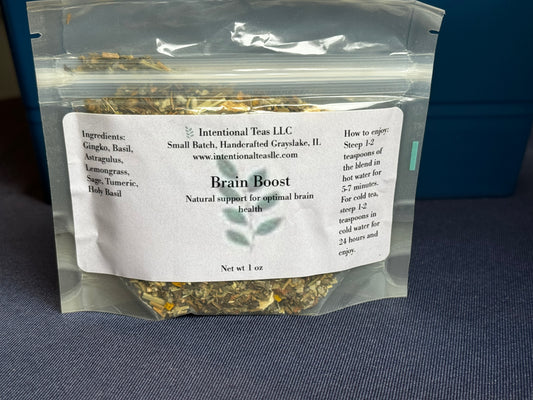 Ingredients:
Gingko, Basil,
Astragulus,
Lemongrass,
Sage, Tumeric,
Holy Basil
Intentional Teas LLC
Small Batch, Handcrafted Grayslake, IL
www.intentionalteasllc.com
Brain Boost
Natural support for optimal brain
health
Net wt 1 oz
How to enjoy:
Steep 1-2
teaspoons of
the blend in
hot water for
5-7 minutes.
For cold tea,
steep 1-2
teaspoons in
cold water for
24 hours and
enjoy.